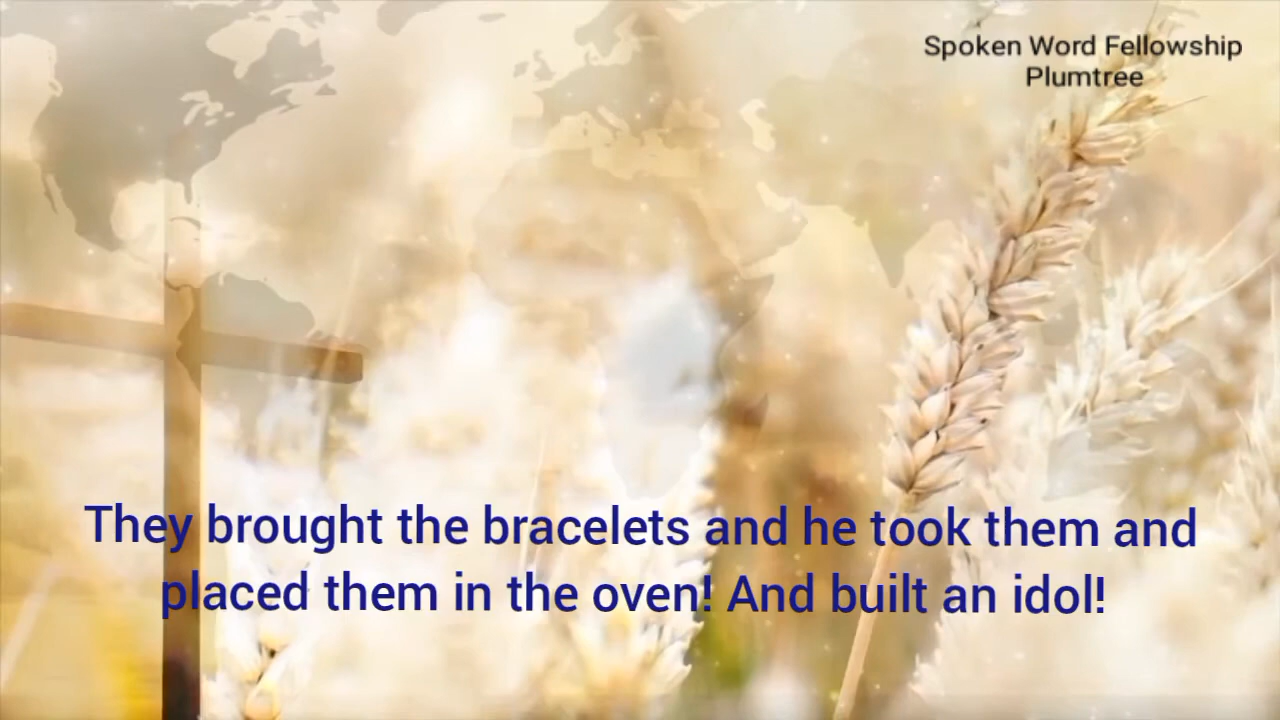 Spoken Word Fellowship
Plumtree
They brought the bracelets and he took them and
placed them in the oven! And built an idol!